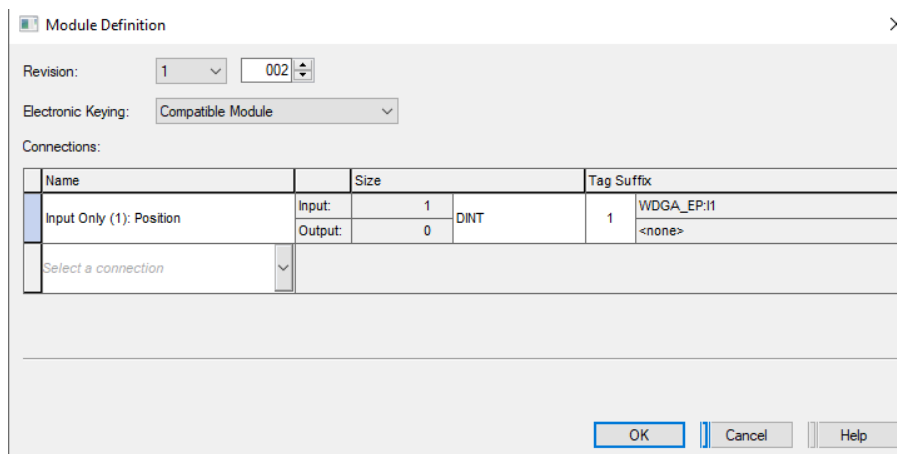 Module Definition
Revision: 1 002
Electronic Keying: Compatible Module
Connections:
Name Size Tag Suffix
Input Only (1): Position Input: 1 DINT 1 WDGA_EP:I1
Output: 0 <none>
Select a connection
OK Cancel Help